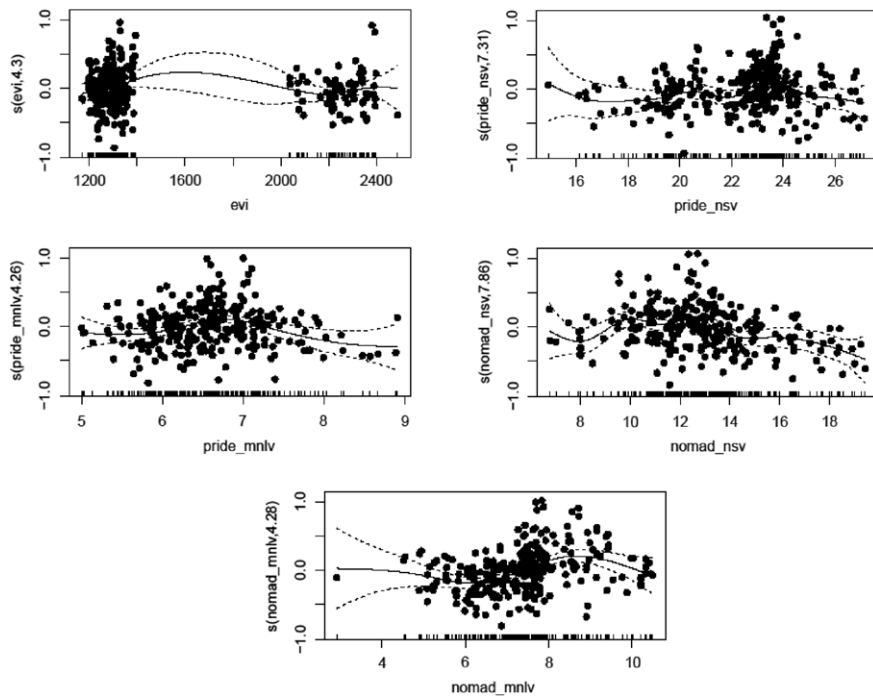 s(evi,4.3)
1.0
0.0
−1.0
1200 1600 2000 2400
evi
s(pride_nsv,7.31)
1.0
0.0
−1.0
16 18 20 22 24 26
pride_nsv
s(pride_mnlv,4.26)
1.0
0.0
−1.0
5 6 7 8 9
pride_mnlv
s(nomad_nsv,7.86)
1.0
0.0
−1.0
8 10 12 14 16 18
nomad_nsv
s(nomad_mnlv,4.28)
1.0
0.0
−1.0
4 6 8 10
nomad_mnlv